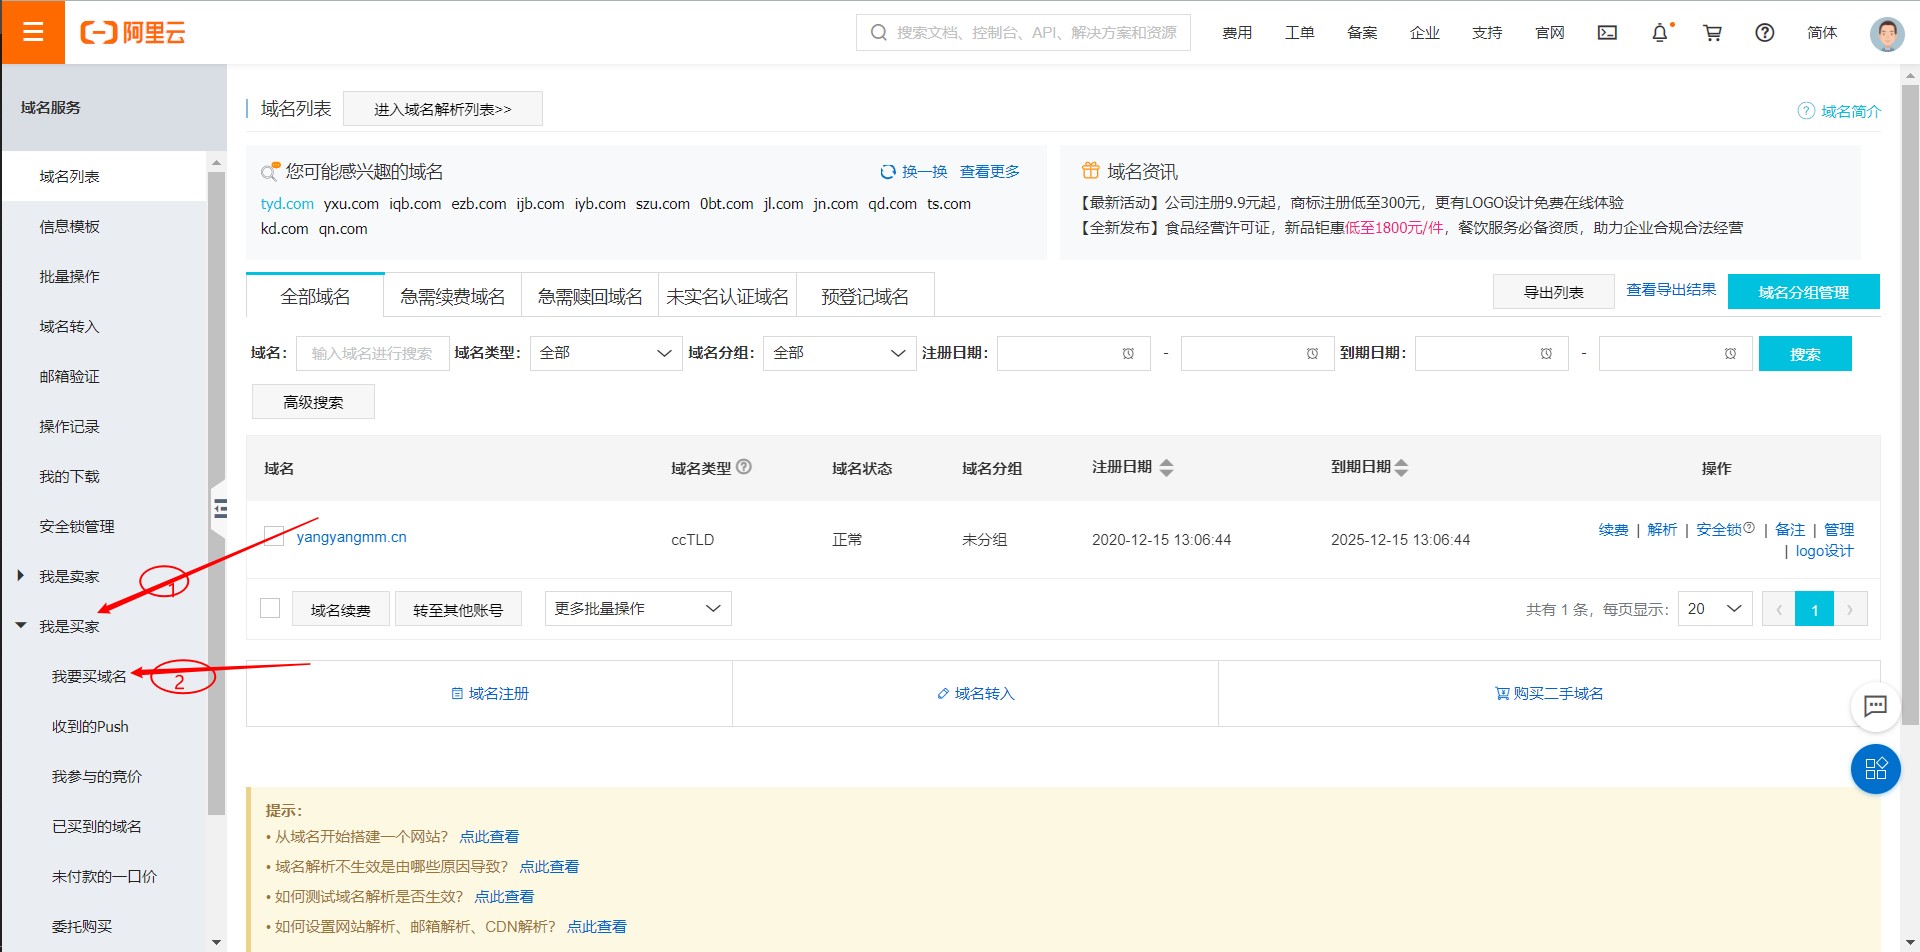 阿里云
搜索文档、控制台、API、解决方案和资源
费用 工单 备案 企业 支持 官网 简体
域名服务
域名列表
信息模板
批量操作
域名转入
邮箱验证
操作记录
我的下载
安全锁管理
我是卖家
1
我是买家
我要买域名
2
收到的Push
我参与的竞价
已买到的域名
未付款的一口价
委托购买
域名列表 进入域名解析列表>>
域名简介
您可能感兴趣的域名 换一换 查看更多
tyd.com yxu.com iqb.com ezb.com ijb.com iyb.com szu.com 0bt.com jl.com jn.com qd.com ts.com
kd.com qn.com
域名资讯
【最新活动】公司注册9.9元起，商标注册低至300元，更有LOGO设计免费在线体验
【全新发布】食品经营许可证，新品钜惠低至1800元/件，餐饮服务必备资质，助力企业合规合法经营
全部域名 急需续费域名 急需赎回域名 未实名认证域名 预登记域名
导出列表 查看导出结果 域名分组管理
域名： 输入域名进行搜索 域名类型： 全部 域名分组： 全部 注册日期： - 到期日期： - 搜索
高级搜索
域名 域名类型 域名状态 域名分组 注册日期 到期日期 操作
yangyangmm.cn ccTLD 正常 未分组 2020-12-15 13:06:44 2025-12-15 13:06:44 续费 | 解析 | 安全锁 | 备注 | 管理
| logo设计
域名续费 转至其他账号 更多批量操作 共有 1 条，每页显示： 20 ‹ 1 ›
域名注册 域名转入 购买二手域名
提示：
• 从域名开始搭建一个网站？ 点此查看
• 域名解析不生效是由哪些原因导致？ 点此查看
• 如何测试域名解析是否生效？ 点此查看
• 如何设置网站解析、邮箱解析、CDN解析？ 点此查看